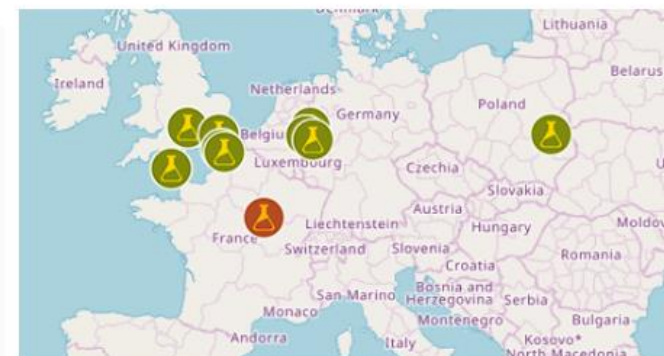 Denmark
Lithuania
United Kingdom
Belarus
Ireland
Netherlands
Poland
Germany
Belgiu
Luxembourg
Czechia
Slovakia
Austria
Liechtenstein
Hungary
Moldov
France
Switzerland
Slovenia
Romania
Croatia
San Marino
Bosnia and
Herzegovina
Serbia
Monaco
Montenegro
Bulgaria
Andorra
Italy
Kosovo*
North Macedonia